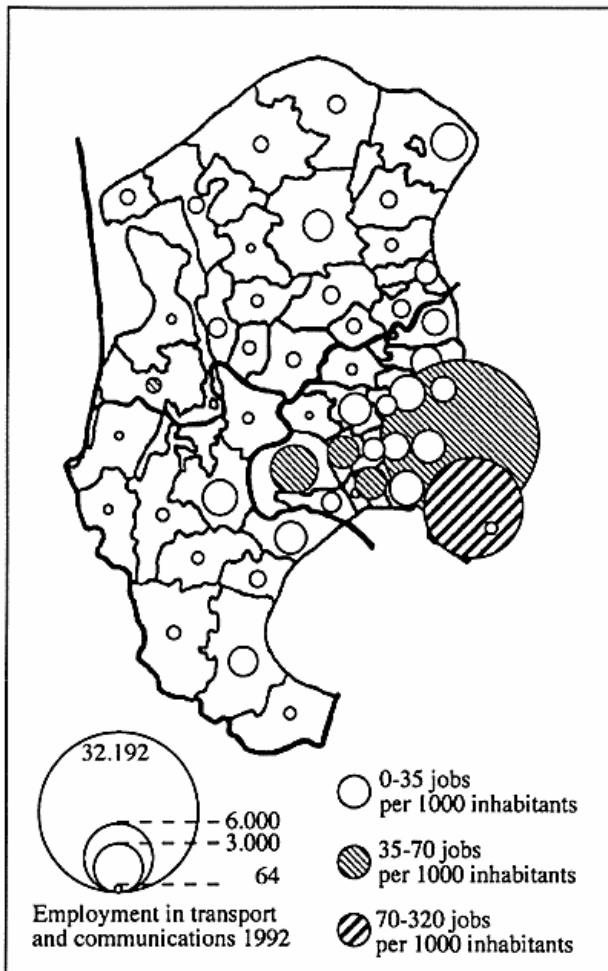 32.192
6.000
3.000
64
Employment in transport
and communications 1992
0-35 jobs
per 1000 inhabitants
35-70 jobs
per 1000 inhabitants
70-320 jobs
per 1000 inhabitants